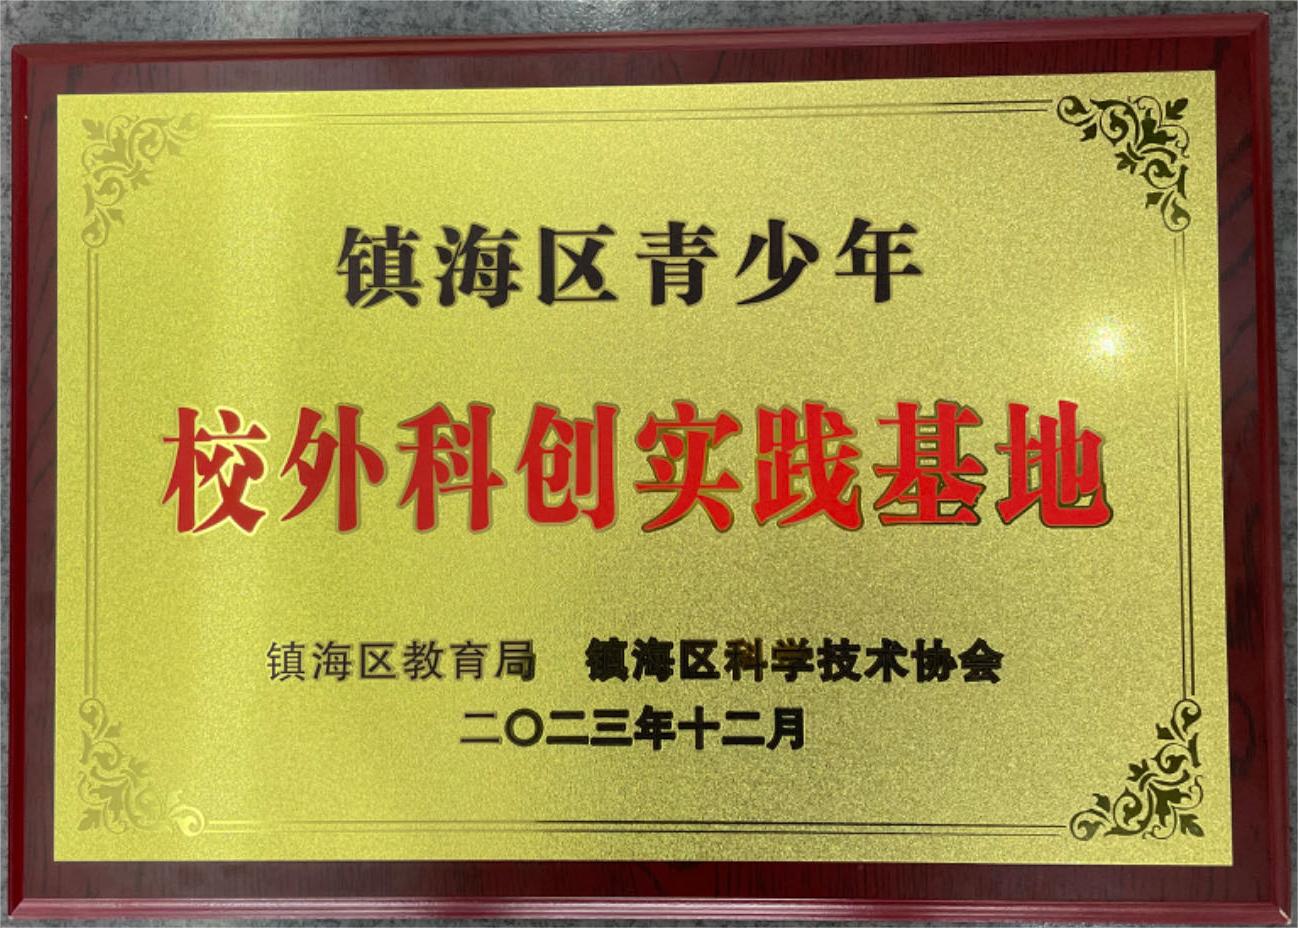 镇海区青少年
校外科创实践基地
镇海区教育局 镇海区科学技术协会
二〇二三年十二月